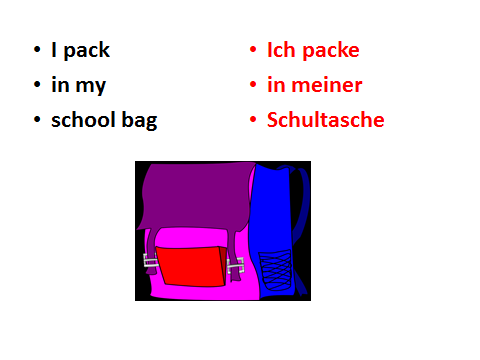 • I pack
• in my
• school bag
• Ich packe
• in meiner
• Schultasche